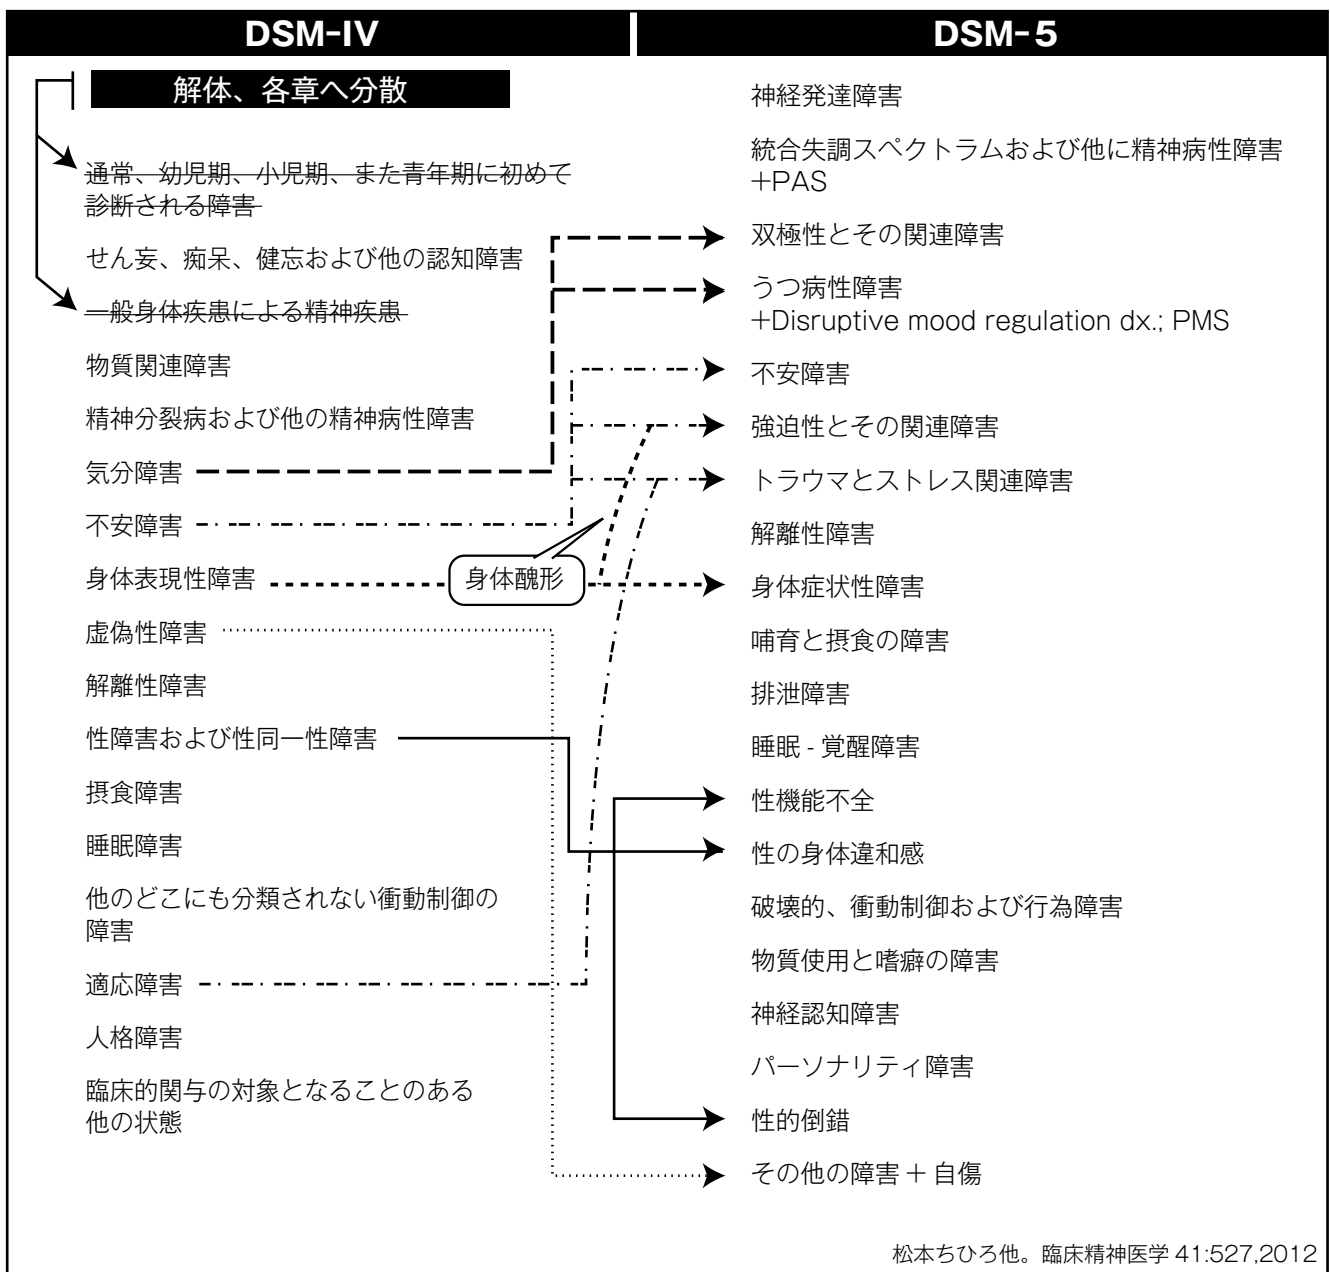 DSM-IV
DSM-5
解体、各章へ分散
通常、幼児期、小児期、また青年期に初めて
診断される障害
せん妄、痴呆、健忘および他の認知障害
一般身体疾患による精神疾患
物質関連障害
精神分裂病および他の精神病性障害
気分障害
不安障害
身体表現性障害
身体醜形
虚偽性障害
解離性障害
性障害および性同一性障害
摂食障害
睡眠障害
他のどこにも分類されない衝動制御の
障害
適応障害
人格障害
臨床的関与の対象となることのある
他の状態
神経発達障害
統合失調スペクトラムおよび他に精神病性障害
+PAS
双極性とその関連障害
うつ病性障害
+Disruptive mood regulation dx.; PMS
不安障害
強迫性とその関連障害
トラウマとストレス関連障害
解離性障害
身体症状性障害
哺育と摂食の障害
排泄障害
睡眠 - 覚醒障害
性機能不全
性の身体違和感
破壊的、衝動制御および行為障害
物質使用と嗜癖の障害
神経認知障害
パーソナリティ障害
性的倒錯
その他の障害 + 自傷
松本ちひろ他。臨床精神医学 41:527,2012